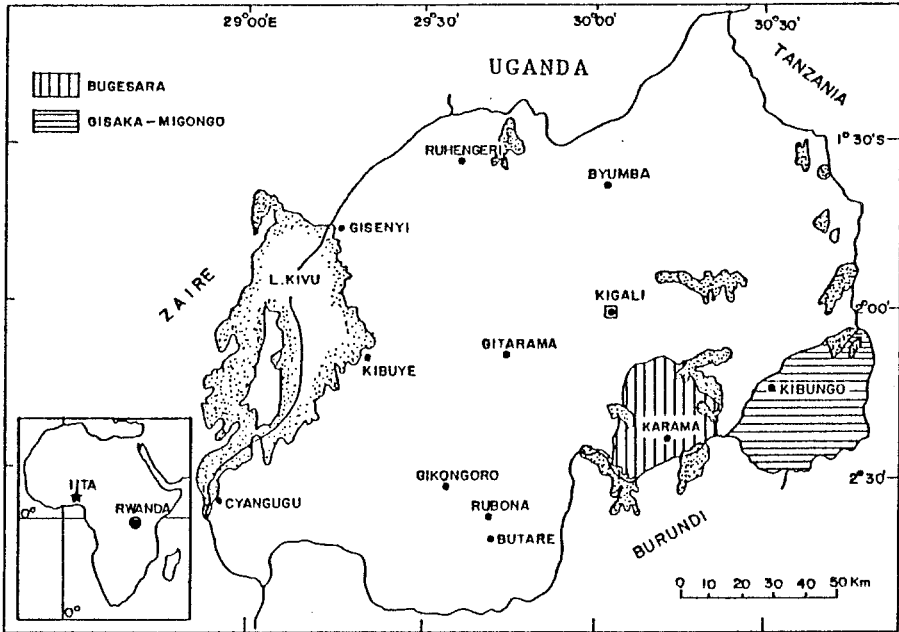 29°00'E
29°30'
30°00'
30°30'
UGANDA
TANZANIA
BUGESARA
GISAKA-MIGONGO
1°30'S
RUHENGERI
BYUMBA
GISENYI
ZAIRE
L.KIVU
KIGALI
2°00'
GITARAMA
KIBUYE
KIBUNGO
KARAMA
2°30'
GIKONGORO
CYANGUGU
RUBONA
BUTARE
BURUNDI
IITA
RWANDA
0°
0°
0 10 20 30 40 50 Km